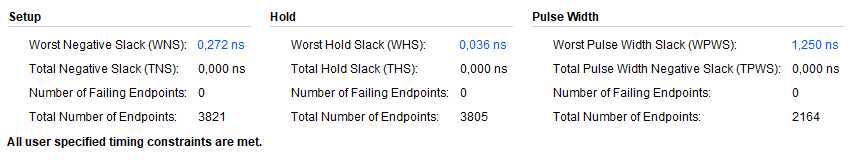 Setup
Worst Negative Slack (WNS): 0,272 ns
Total Negative Slack (TNS): 0,000 ns
Number of Failing Endpoints: 0
Total Number of Endpoints: 3821
Hold
Worst Hold Slack (WHS): 0,036 ns
Total Hold Slack (THS): 0,000 ns
Number of Failing Endpoints: 0
Total Number of Endpoints: 3805
Pulse Width
Worst Pulse Width Slack (WPWS): 1,250 ns
Total Pulse Width Negative Slack (TPWS): 0,000 ns
Number of Failing Endpoints: 0
Total Number of Endpoints: 2164
All user specified timing constraints are met.